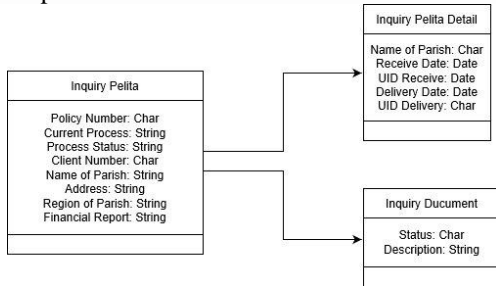 Inquiry Pelita
Policy Number: Char
Current Process: String
Process Status: String
Client Number: Char
Name of Parish: String
Address: String
Region of Parish: String
Financial Report: String
Inquiry Pelita Detail
Name of Parish: Char
Receive Date: Date
UID Receive: Date
Delivery Date: Date
UID Delivery: Char
Inquiry Ducument
Status: Char
Description: String